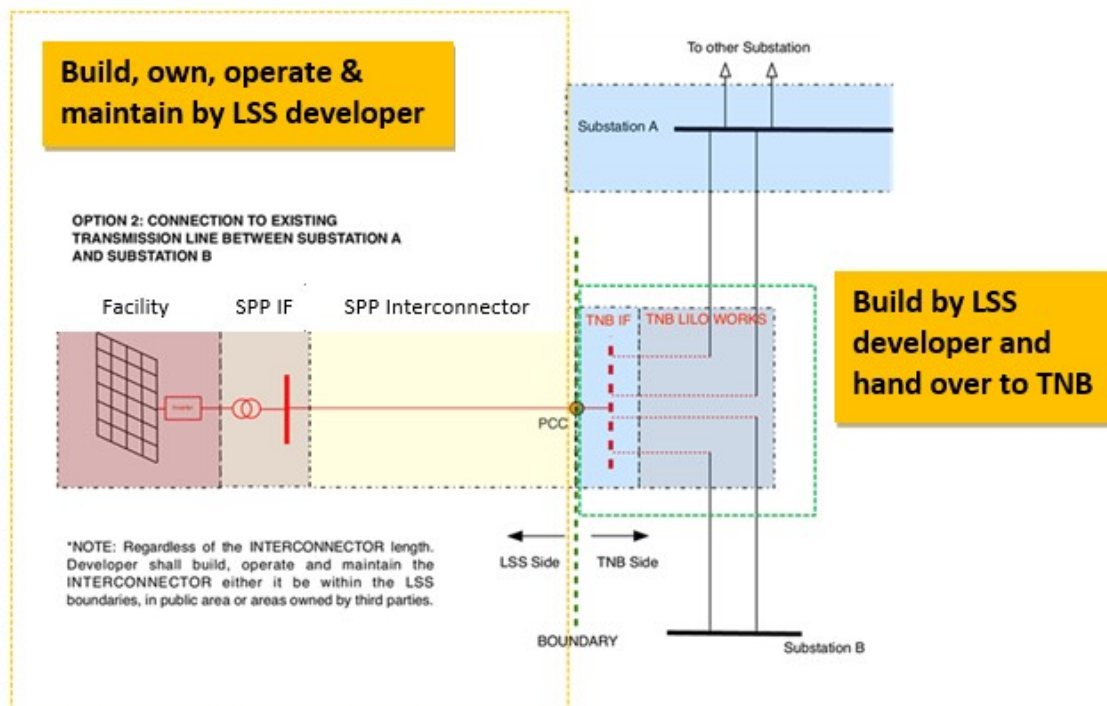 Build, own, operate &
maintain by LSS developer
To other Substation
Substation A
OPTION 2: CONNECTION TO EXISTING
TRANSMISSION LINE BETWEEN SUBSTATION A
AND SUBSTATION B
Facility
SPP IF
SPP Interconnector
TNB IF
TNB LILO WORKS
Build by LSS
developer and
hand over to TNB
Inverter
PCC
*NOTE: Regardless of the INTERCONNECTOR length.
Developer shall build, operate and maintain the
INTERCONNECTOR either it be within the LSS
boundaries, in public area or areas owned by third parties.
LSS Side
TNB Side
BOUNDARY
Substation B